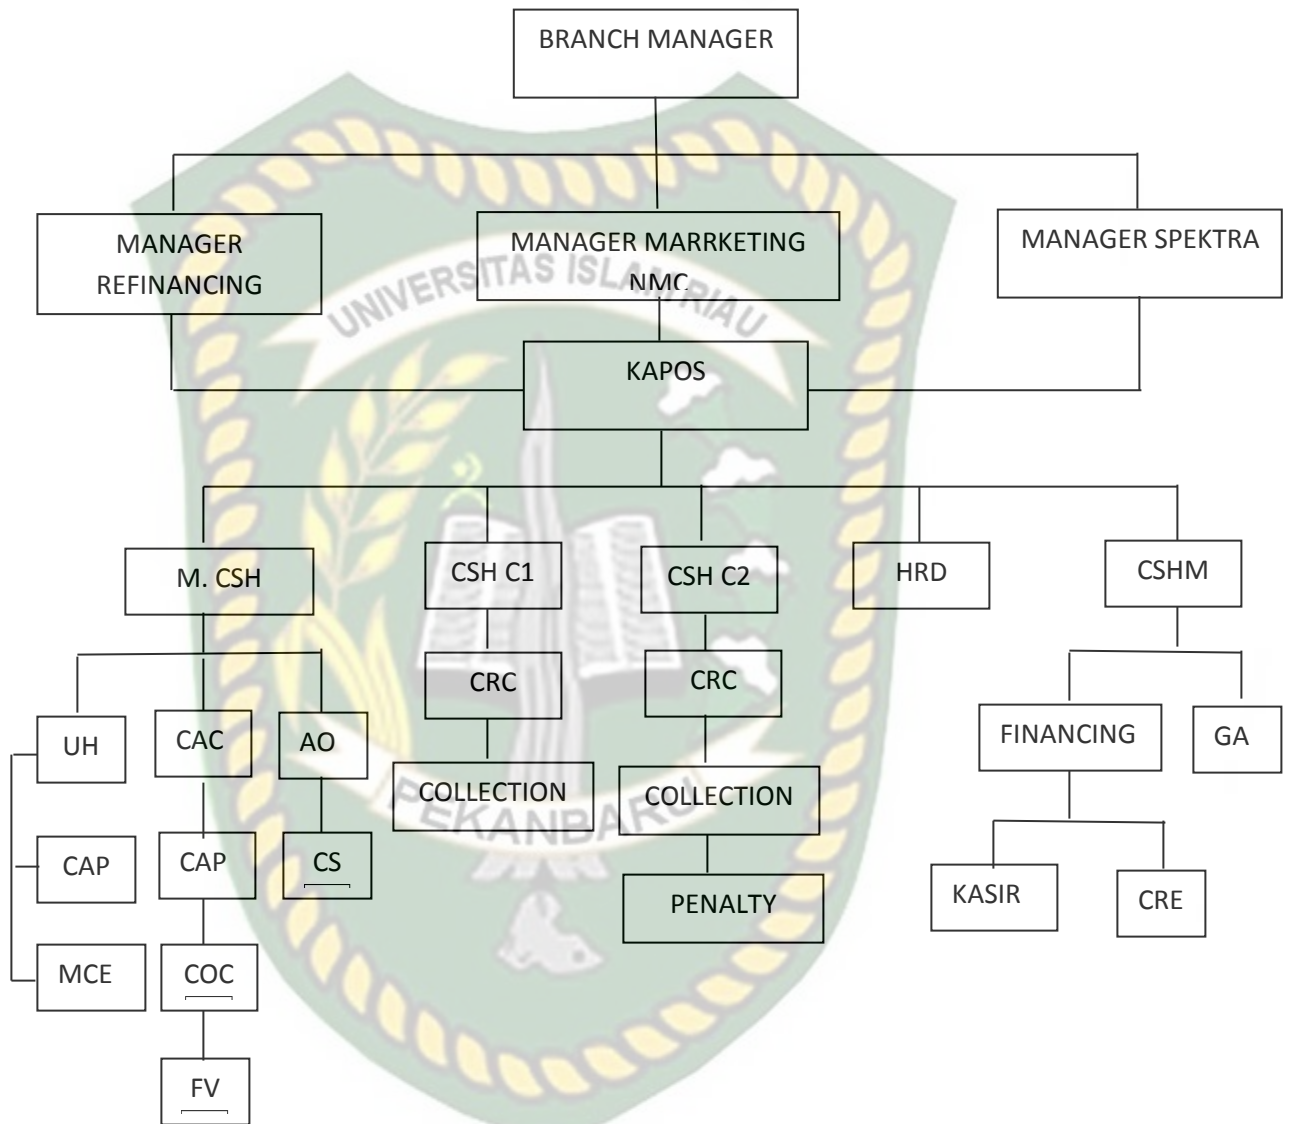 BRANCH MANAGER
MANAGER
REFINANCING
MANAGER MARRKETING
NMC
MANAGER SPEKTRA
UNIVERSITAS ISLAM RIAU
KAPOS
M. CSH
CSH C1
CSH C2
HRD
CSHM
CRC
CRC
UH
CAC
AO
FINANCING
GA
COLLECTION
COLLECTION
PEKANBARU
CAP
CAP
CS
PENALTY
KASIR
CRE
MCE
COC
FV